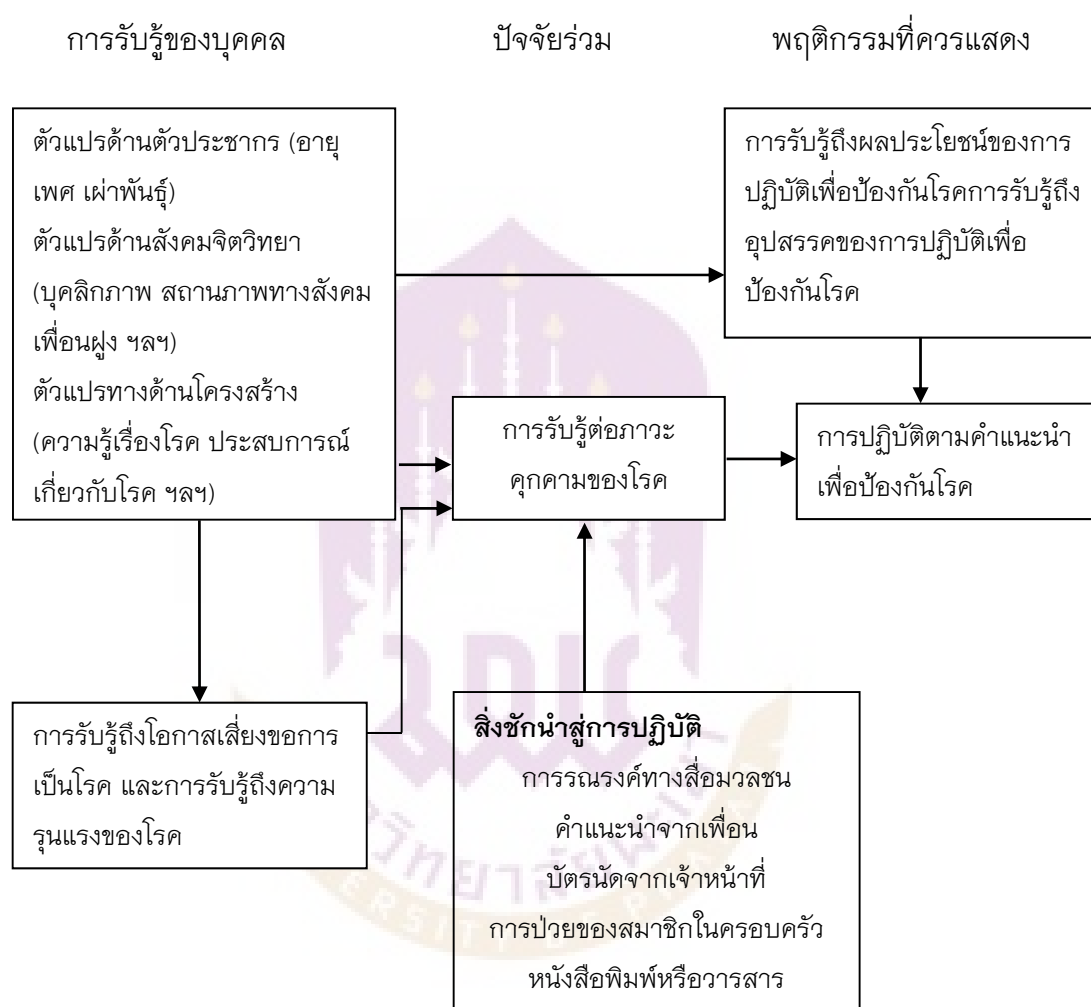 การรับรู้ของบุคคล
ปัจจัยร่วม
พฤติกรรมที่ควรแสดง
ตัวแปรด้านตัวประชากร (อายุ
เพศ เผ่าพันธุ์)
ตัวแปรด้านสังคมจิตวิทยา
(บุคลิกภาพ สถานภาพทางสังคม
เพื่อนฝูง ฯลฯ)
ตัวแปรทางด้านโครงสร้าง
(ความรู้เรื่องโรค ประสบการณ์
เกี่ยวกับโรค ฯลฯ)
การรับรู้ถึงผลประโยชน์ของการ
ปฏิบัติเพื่อป้องกันโรคการรับรู้ถึง
อุปสรรคของการปฏิบัติเพื่อ
ป้องกันโรค
การรับรู้ต่อภาวะ
คุกคามของโรค
การปฏิบัติตามคำแนะนำ
เพื่อป้องกันโรค
การรับรู้ถึงโอกาสเสี่ยงขอการ
เป็นโรค และการรับรู้ถึงความ
รุนแรงของโรค
สิ่งชักนำสู่การปฏิบัติ
การรณรงค์ทางสื่อมวลชน
คำแนะนำจากเพื่อน
บัตรนัดจากเจ้าหน้าที่
การป่วยของสมาชิกในครอบครัว
หนังสือพิมพ์หรือวารสาร